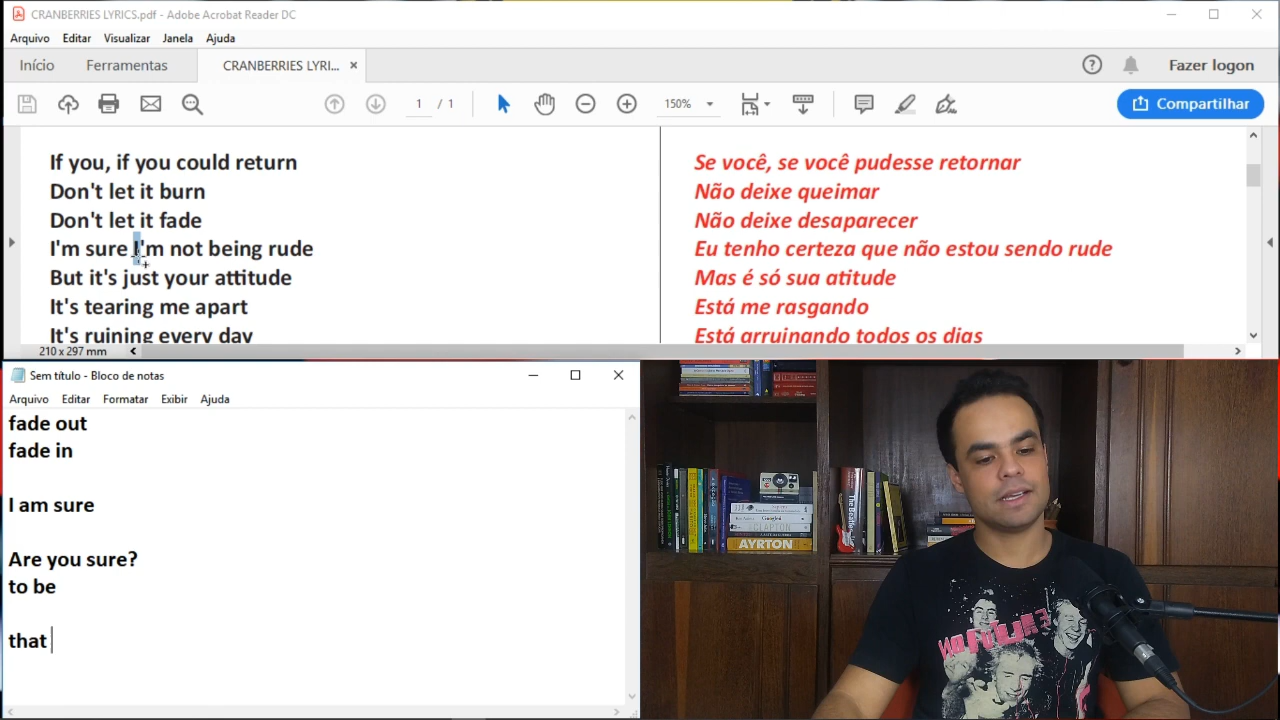 CRANBERRIES LYRICS.pdf - Adobe Acrobat Reader DC
Arquivo Editar Visualizar Janela Ajuda
Início Ferramentas CRANBERRIES LYRI... × Fazer logon
1 / 1 150% Compartilhar
If you, if you could return
Don't let it burn
Don't let it fade
I'm sure I'm not being rude
But it's just your attitude
It's tearing me apart
It's ruining every day
Se você, se você pudesse retornar
Não deixe queimar
Não deixe desaparecer
Eu tenho certeza que não estou sendo rude
Mas é só sua atitude
Está me rasgando
Está arruinando todos os dias
210 x 297 mm
Sem título - Bloco de notas
Arquivo Editar Formatar Exibir Ajuda
fade out
fade in
I am sure
Are you sure?
to be
that
The Beatles
CLAPTON
AYRTON
NO FUTURE